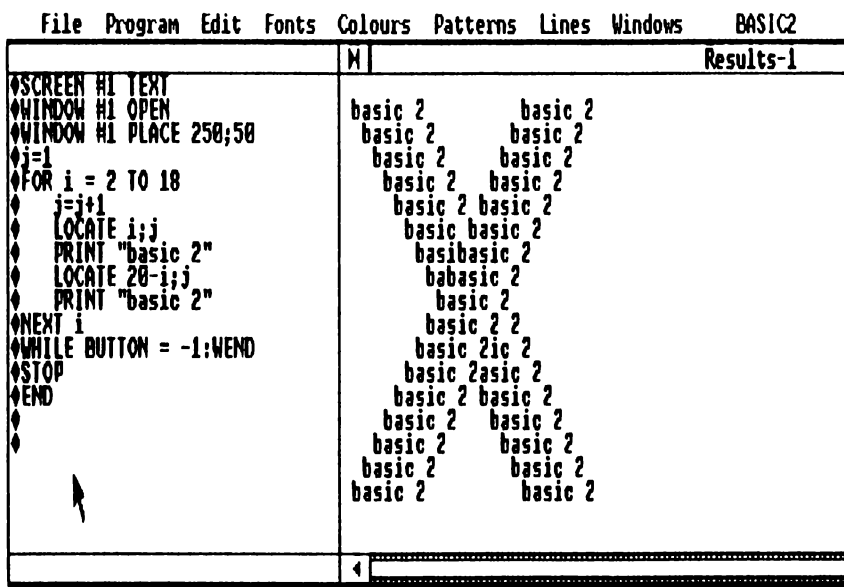 File Program Edit Fonts Colours Patterns Lines Windows BASIC2
Results-1
♦SCREEN #1 TEXT
♦WINDOW #1 OPEN
♦WINDOW #1 PLACE 250;50
♦j=1
♦FOR i = 2 TO 18
♦ j=j+1
♦ LOCATE i;j
♦ PRINT "basic 2"
♦ LOCATE 20-i;j
♦ PRINT "basic 2"
♦NEXT i
♦WHILE BUTTON = -1:WEND
♦STOP
♦END
♦
♦
basic 2 basic 2
basic 2 basic 2
basic 2 basic 2
basic 2 basic 2
basic 2 basic 2
basic basic 2
basibasic 2
babasic 2
basic 2
basic 2 2
basic 2ic 2
basic 2asic 2
basic 2 basic 2
basic 2 basic 2
basic 2 basic 2
basic 2 basic 2
basic 2 basic 2